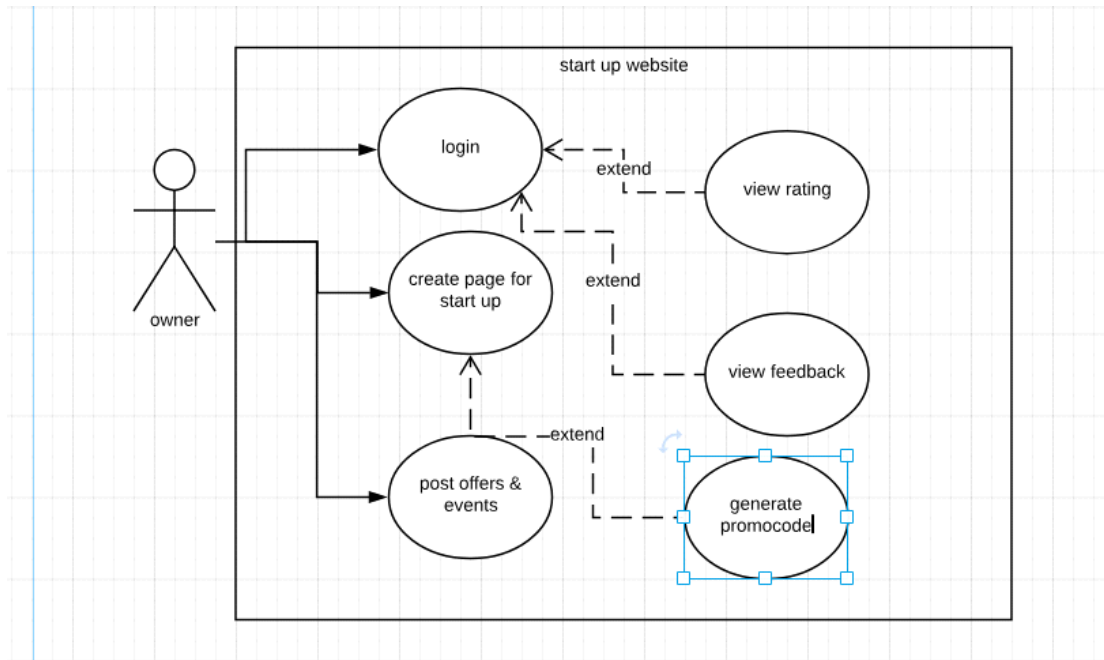 start up website
login
extend
view rating
extend
create page for
start up
owner
view feedback
extend
post offers &
events
generate
promocode